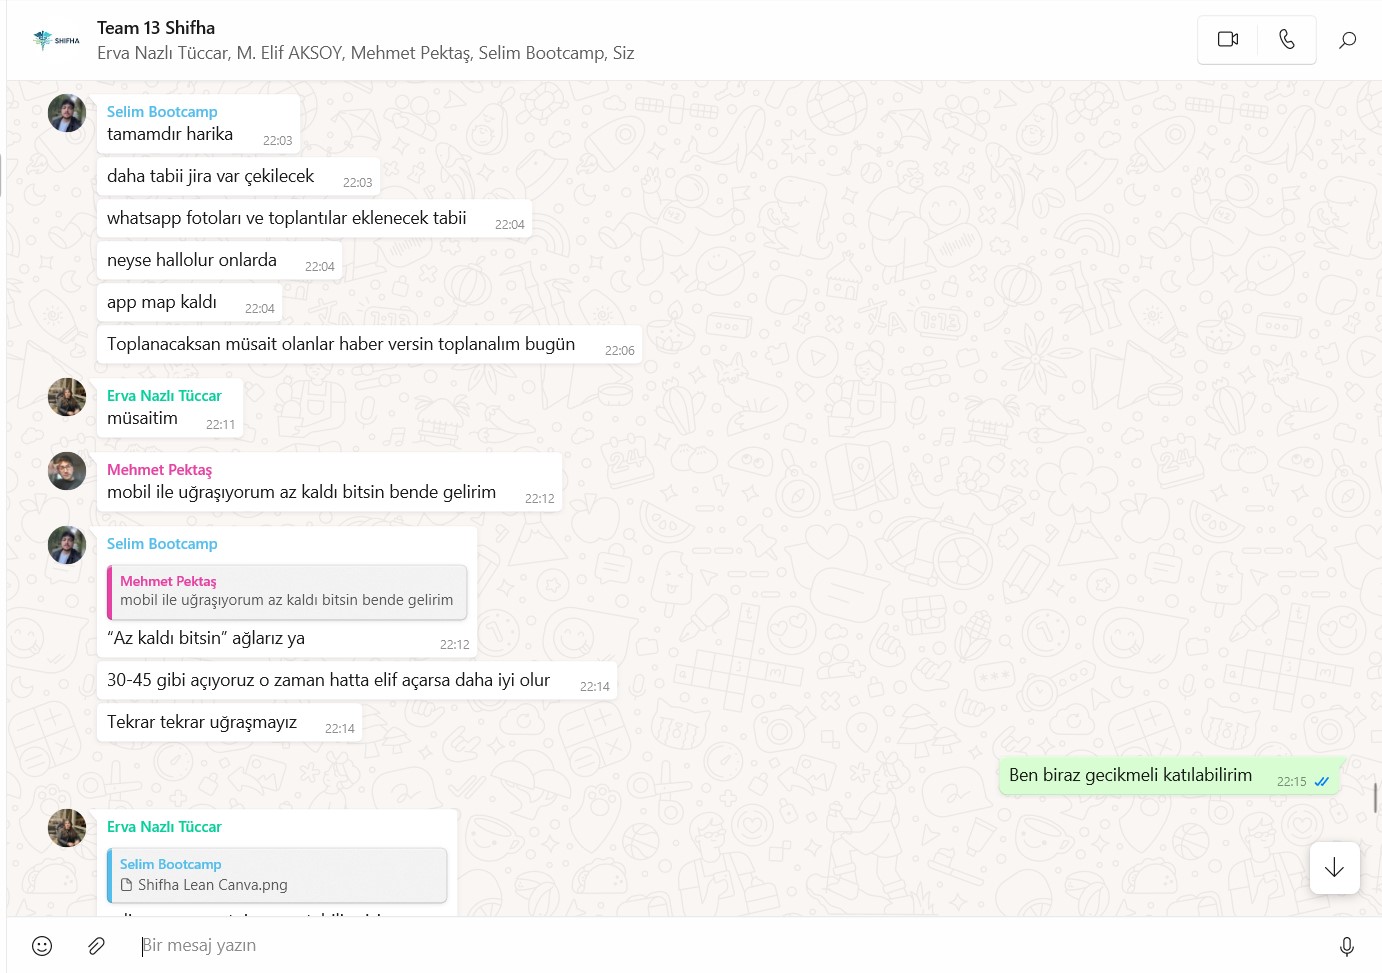 SHIFHA
Team 13 Shifha
Erva Nazlı Tüccar, M. Elif AKSOY, Mehmet Pektaş, Selim Bootcamp, Siz
Selim Bootcamp
tamamdır harika 22:03
daha tabii jira var çekilecek 22:03
whatsapp fotoları ve toplantılar eklenecek tabii 22:04
neyse hallolur onlarda 22:04
app map kaldı 22:04
Toplanacaksan müsait olanlar haber versin toplanalım bugün 22:06
Erva Nazlı Tüccar
müsaitim 22:11
Mehmet Pektaş
mobil ile uğraşıyorum az kaldı bitsin bende gelirim 22:12
Selim Bootcamp
Mehmet Pektaş
mobil ile uğraşıyorum az kaldı bitsin bende gelirim
“Az kaldı bitsin” ağlarız ya 22:12
30-45 gibi açıyoruz o zaman hatta elif açarsa daha iyi olur 22:14
Tekrar tekrar uğraşmayız 22:14
Ben biraz gecikmeli katılabilirim 22:15
Erva Nazlı Tüccar
Selim Bootcamp
Shifha Lean Canva.png
Bir mesaj yazın